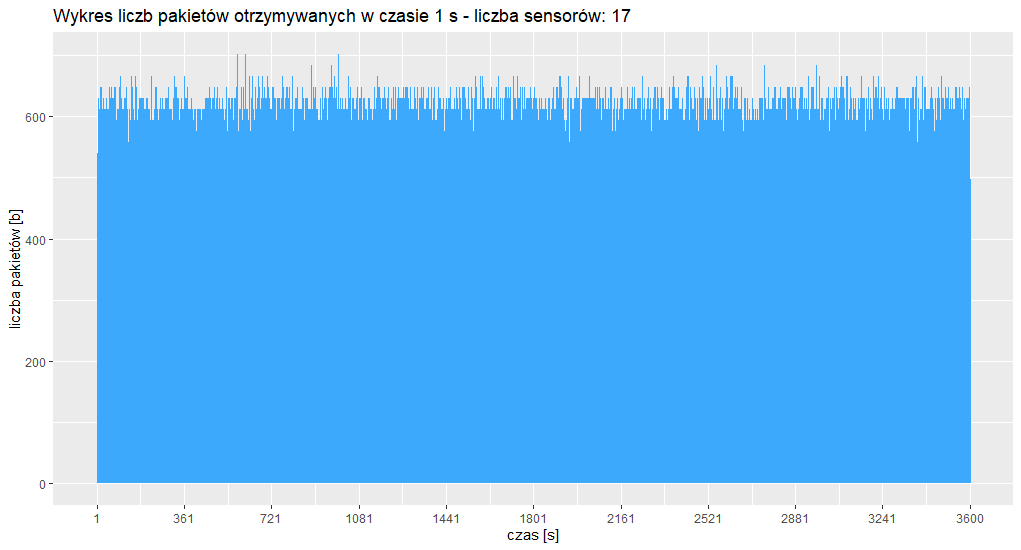 Wykres liczb pakietów otrzymywanych w czasie 1 s - liczba sensorów: 17
liczba pakietów [b]
600
400
200
0
1 361 721 1081 1441 1801 2161 2521 2881 3241 3600
czas [s]